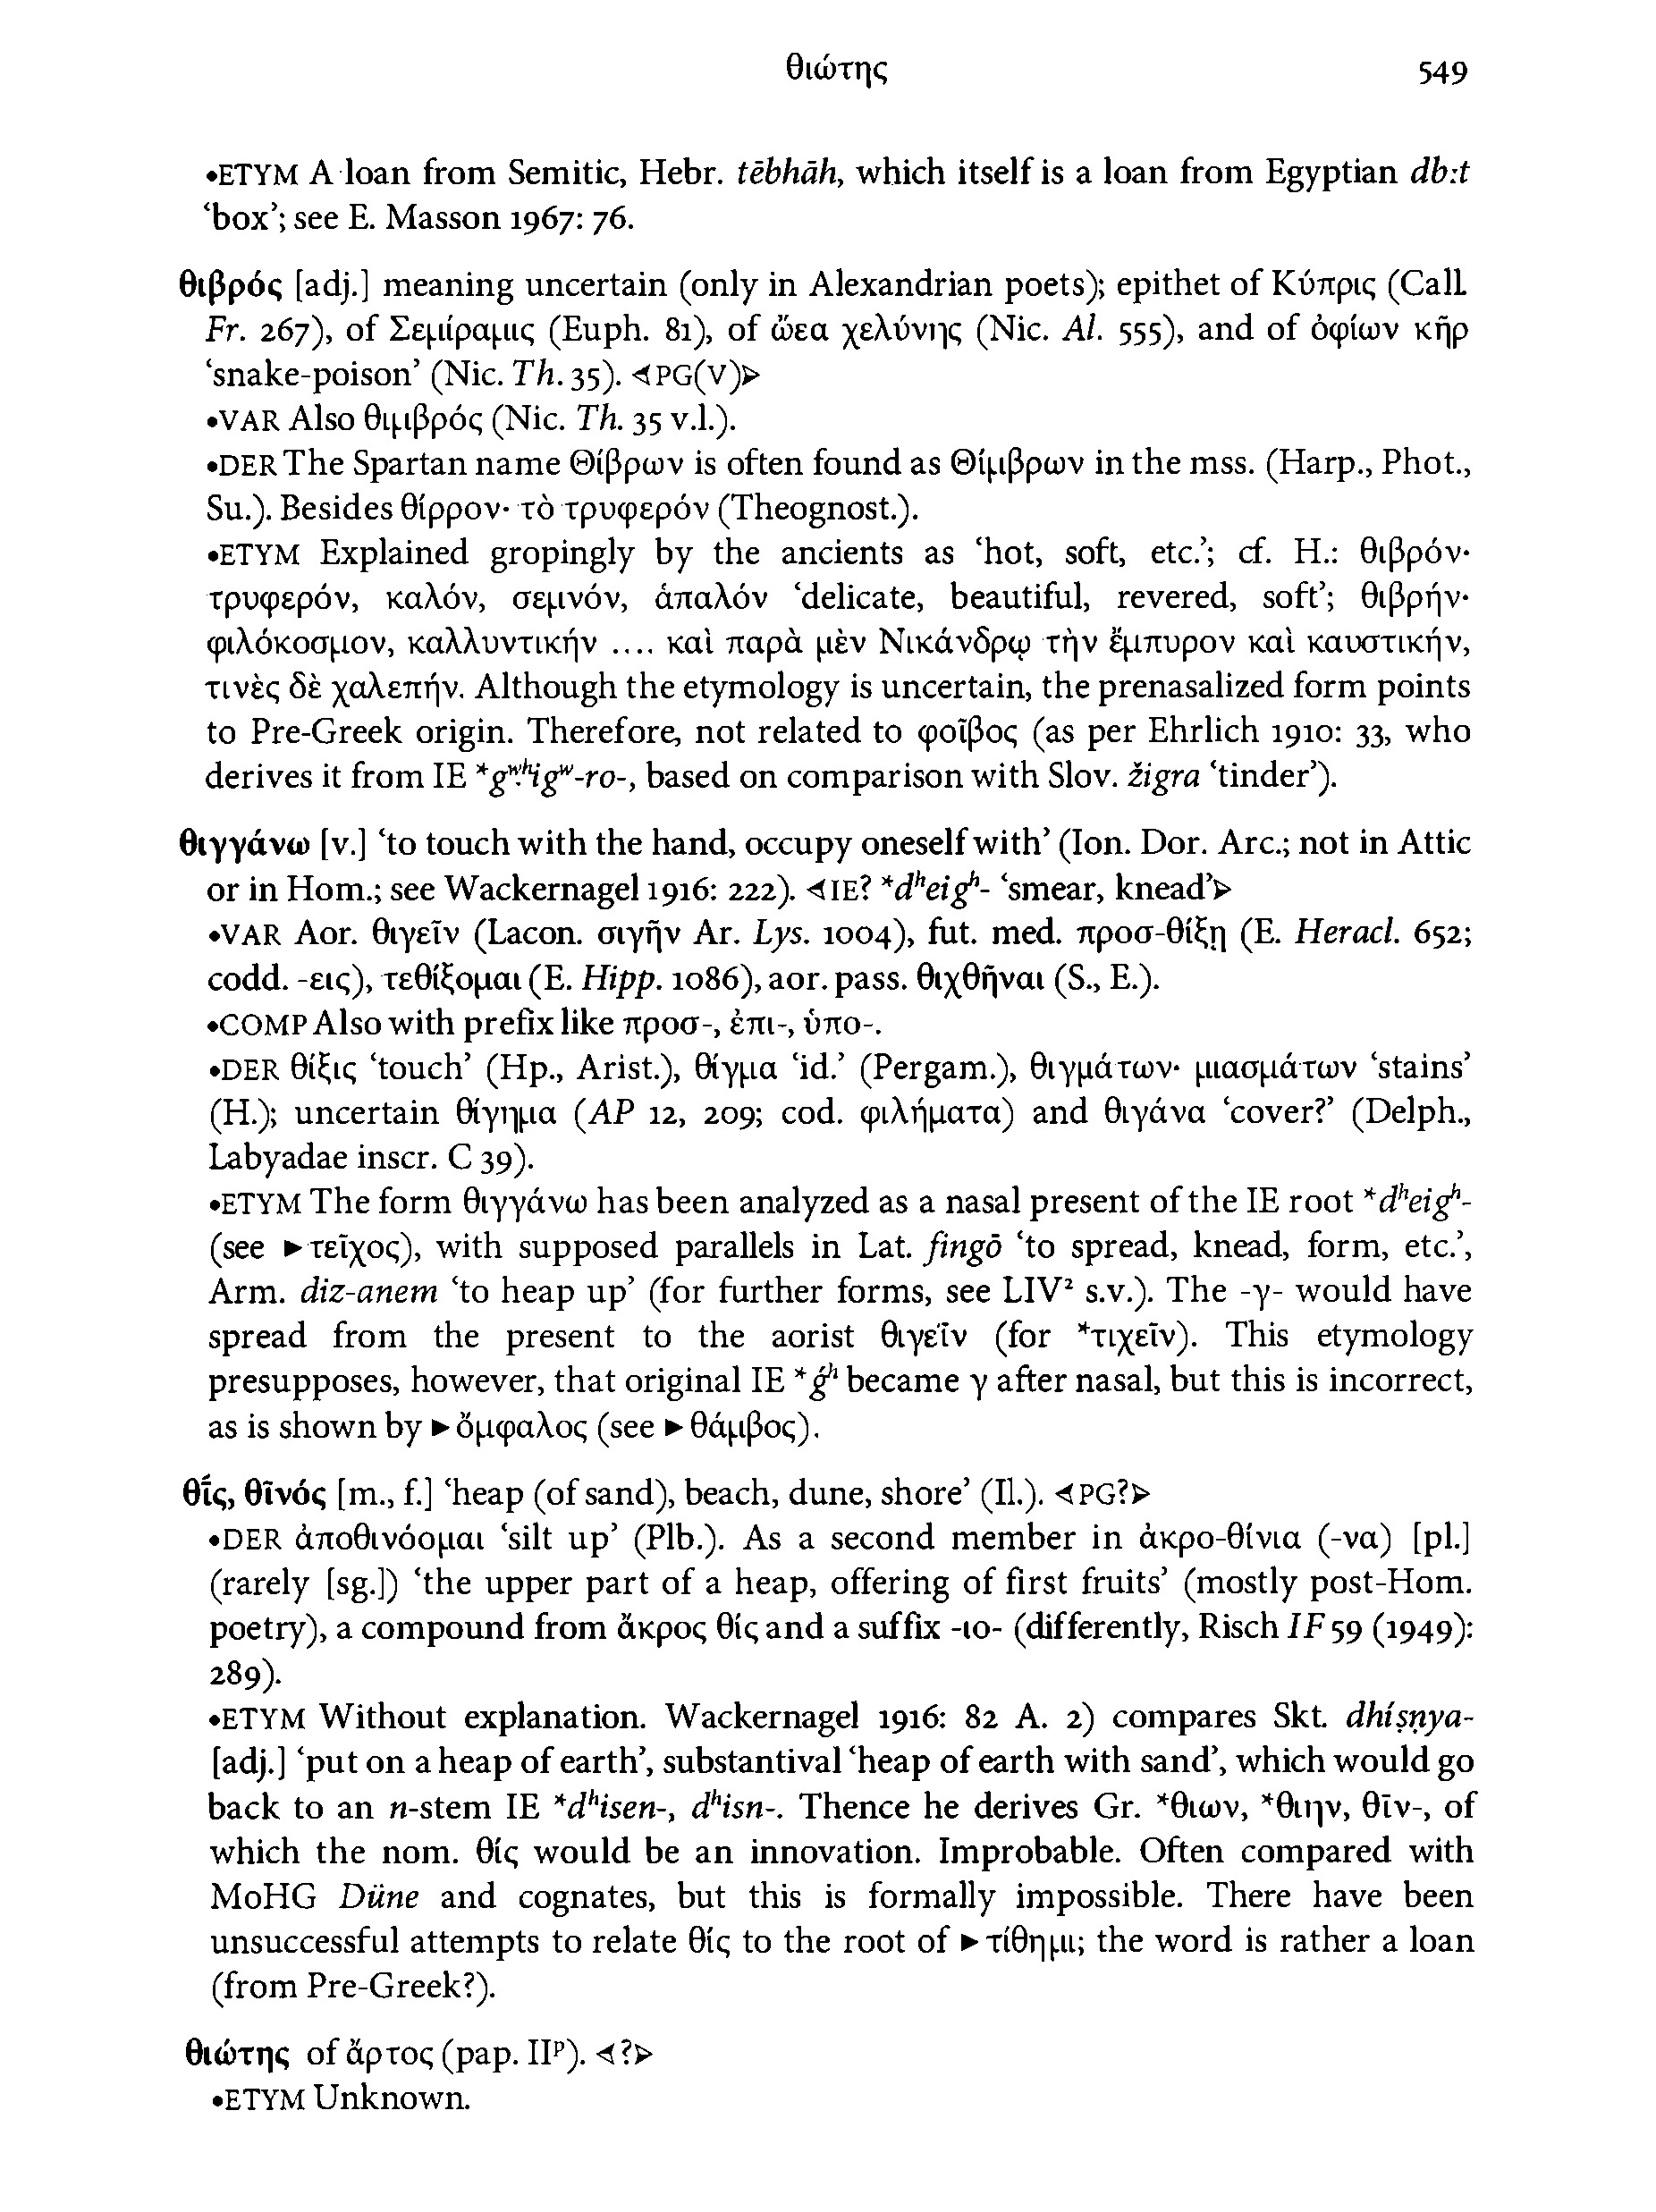 θιώτης 549
•ETYM A loan from Semitic, Hebr. tēbhāh, which itself is a loan from Egyptian db:t
‘box’; see E. Masson 1967: 76.
θιβρός [adj.] meaning uncertain (only in Alexandrian poets); epithet of Κύπρις (Call.
Fr. 267), of Σεμίραμις (Euph. 81), of ὤεα χελύνης (Nic. Al. 555), and of ὀφίων κῆρ
‘snake-poison’ (Nic. Th. 35). ⊲PG(V)⊳
•VAR Also θιμβρός (Nic. Th. 35 v.l.).
•DER The Spartan name Θίβρων is often found as Θίμβρων in the mss. (Harp., Phot.,
Su.). Besides θίρρον· τὸ τρυφερόν (Theognost.).
•ETYM Explained gropingly by the ancients as ‘hot, soft, etc.’; cf. H.: θιβρόν·
τρυφερόν, καλόν, σεμνόν, ἁπαλόν ‘delicate, beautiful, revered, soft’; θιβρήν·
φιλόκοσμον, καλλυντικήν .... καὶ παρὰ μὲν Νικάνδρῳ τὴν ἔμπυρον καὶ καυστικήν,
τινὲς δὲ χαλεπήν. Although the etymology is uncertain, the prenasalized form points
to Pre-Greek origin. Therefore, not related to φοῖβος (as per Ehrlich 1910: 33, who
derives it from IE *gʷʰigʷ-ro-, based on comparison with Slov. žigra ‘tinder’).
θιγγάνω [v.] ‘to touch with the hand, occupy oneself with’ (Ion. Dor. Arc.; not in Attic
or in Hom.; see Wackernagel 1916: 222). ⊲IE? *dʰeiǵʰ- ‘smear, knead’⊳
•VAR Aor. θιγεῖν (Lacon. σιγῆν Ar. Lys. 1004), fut. med. προσ-θίξῃ (E. Heracl. 652;
codd. -εις), τεθίξομαι (E. Hipp. 1086), aor. pass. θιχθῆναι (S., E.).
•COMP Also with prefix like προσ-, ἐπι-, ὑπο-.
•DER θίξις ‘touch’ (Hp., Arist.), θίγμα ‘id.’ (Pergam.), θιγμάτων· μιασμάτων ‘stains’
(H.); uncertain θίγημα (AP 12, 209; cod. φιλήματα) and θιγάνα ‘cover?’ (Delph.,
Labyadae inscr. C 39).
•ETYM The form θιγγάνω has been analyzed as a nasal present of the IE root *dʰeiǵʰ-
(see ►τεῖχος), with supposed parallels in Lat. fingō ‘to spread, knead, form, etc.’,
Arm. diz-anem ‘to heap up’ (for further forms, see LIV² s.v.). The -γ- would have
spread from the present to the aorist θιγεῖν (for *τιχεῖν). This etymology
presupposes, however, that original IE *ǵʰ became γ after nasal, but this is incorrect,
as is shown by ►ὄμφαλος (see ►θάμβος).
θῑ́ς, θῑνός [m., f.] ‘heap (of sand), beach, dune, shore’ (Il.). ⊲PG?⊳
•DER ἀποθινόομαι ‘silt up’ (Plb.). As a second member in ἀκρο-θίνια (-να) [pl.]
(rarely [sg.]) ‘the upper part of a heap, offering of first fruits’ (mostly post-Hom.
poetry), a compound from ἄκρος θίς and a suffix -ιο- (differently, Risch IF 59 (1949):
289).
•ETYM Without explanation. Wackernagel 1916: 82 A. 2) compares Skt. dhíṣṇya-
[adj.] ‘put on a heap of earth’, substantival ‘heap of earth with sand’, which would go
back to an n-stem IE *dʰisen-, dʰisn-. Thence he derives Gr. *θιων, *θιην, θῑν-, of
which the nom. θίς would be an innovation. Improbable. Often compared with
MoHG Düne and cognates, but this is formally impossible. There have been
unsuccessful attempts to relate θίς to the root of ►τίθημι; the word is rather a loan
(from Pre-Greek?).
θιώτης of ἄρτος (pap. IIᵖ). ⊲?⊳
•ETYM Unknown.